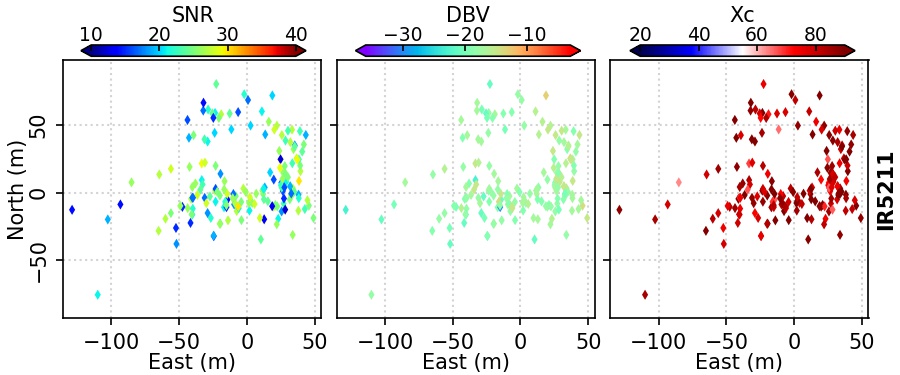 SNR DBV Xc
10 20 30 40 −30 −20 −10 20 40 60 80
50
0
−50
North (m)
−100 −50 0 50 −100 −50 0 50 −100 −50 0 50
East (m) East (m) East (m)
IR5211